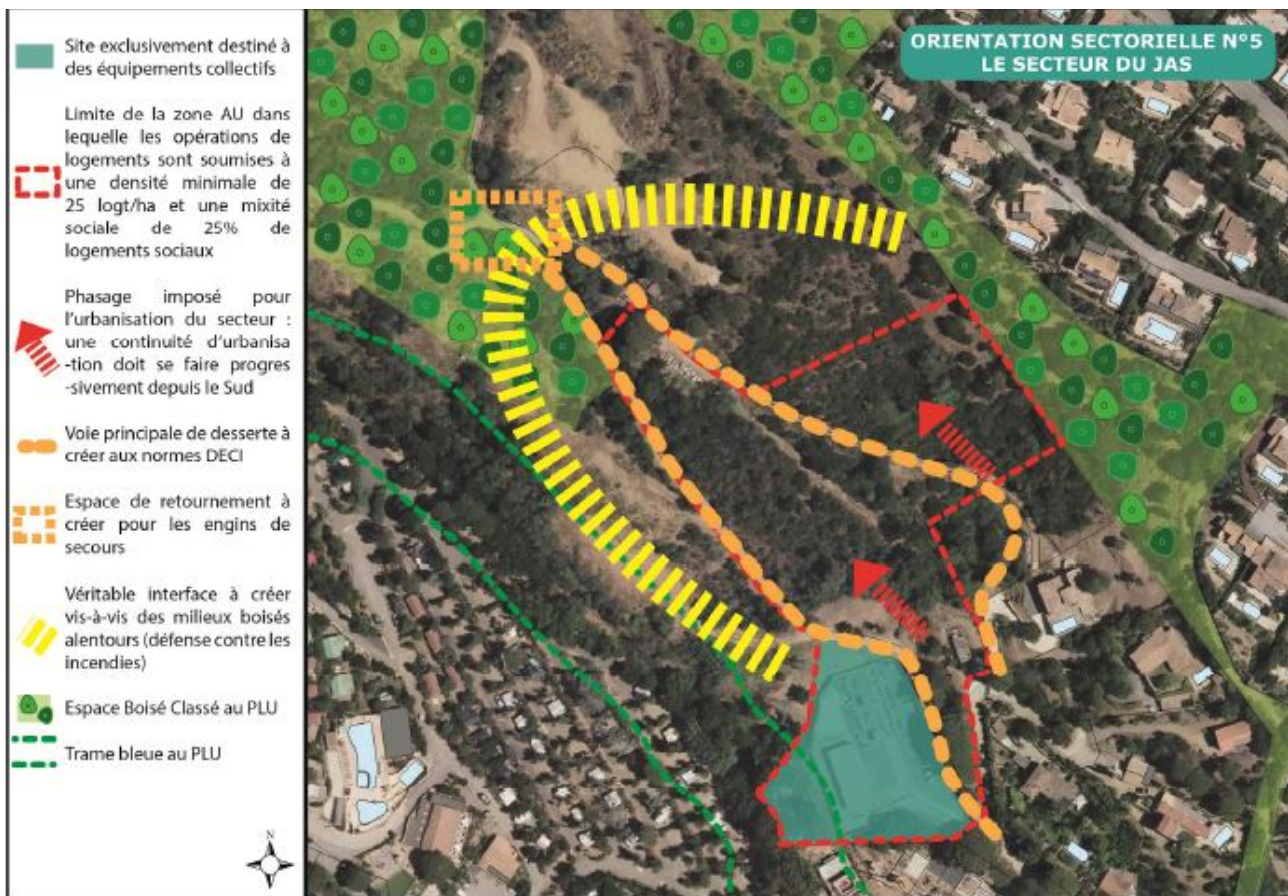 ORIENTATION SECTORIELLE N°5
LE SECTEUR DU JAS
Site exclusivement destiné à
des équipements collectifs
Limite de la zone AU dans
lequelle les opérations de
logements sont soumises à
une densité minimale de
25 logt/ha et une mixité
sociale de 25% de
logements sociaux
Phasage imposé pour
l'urbanisation du secteur :
une continuité d'urbanisa
-tion doit se faire progres
-sivement depuis le Sud
Voie principale de desserte à
créer aux normes DECI
Espace de retournement à
créer pour les engins de
secours
Véritable interface à créer
vis-à-vis des milieux boisés
alentours (défense contre les
incendies)
Espace Boisé Classé au PLU
Trame bleue au PLU
N